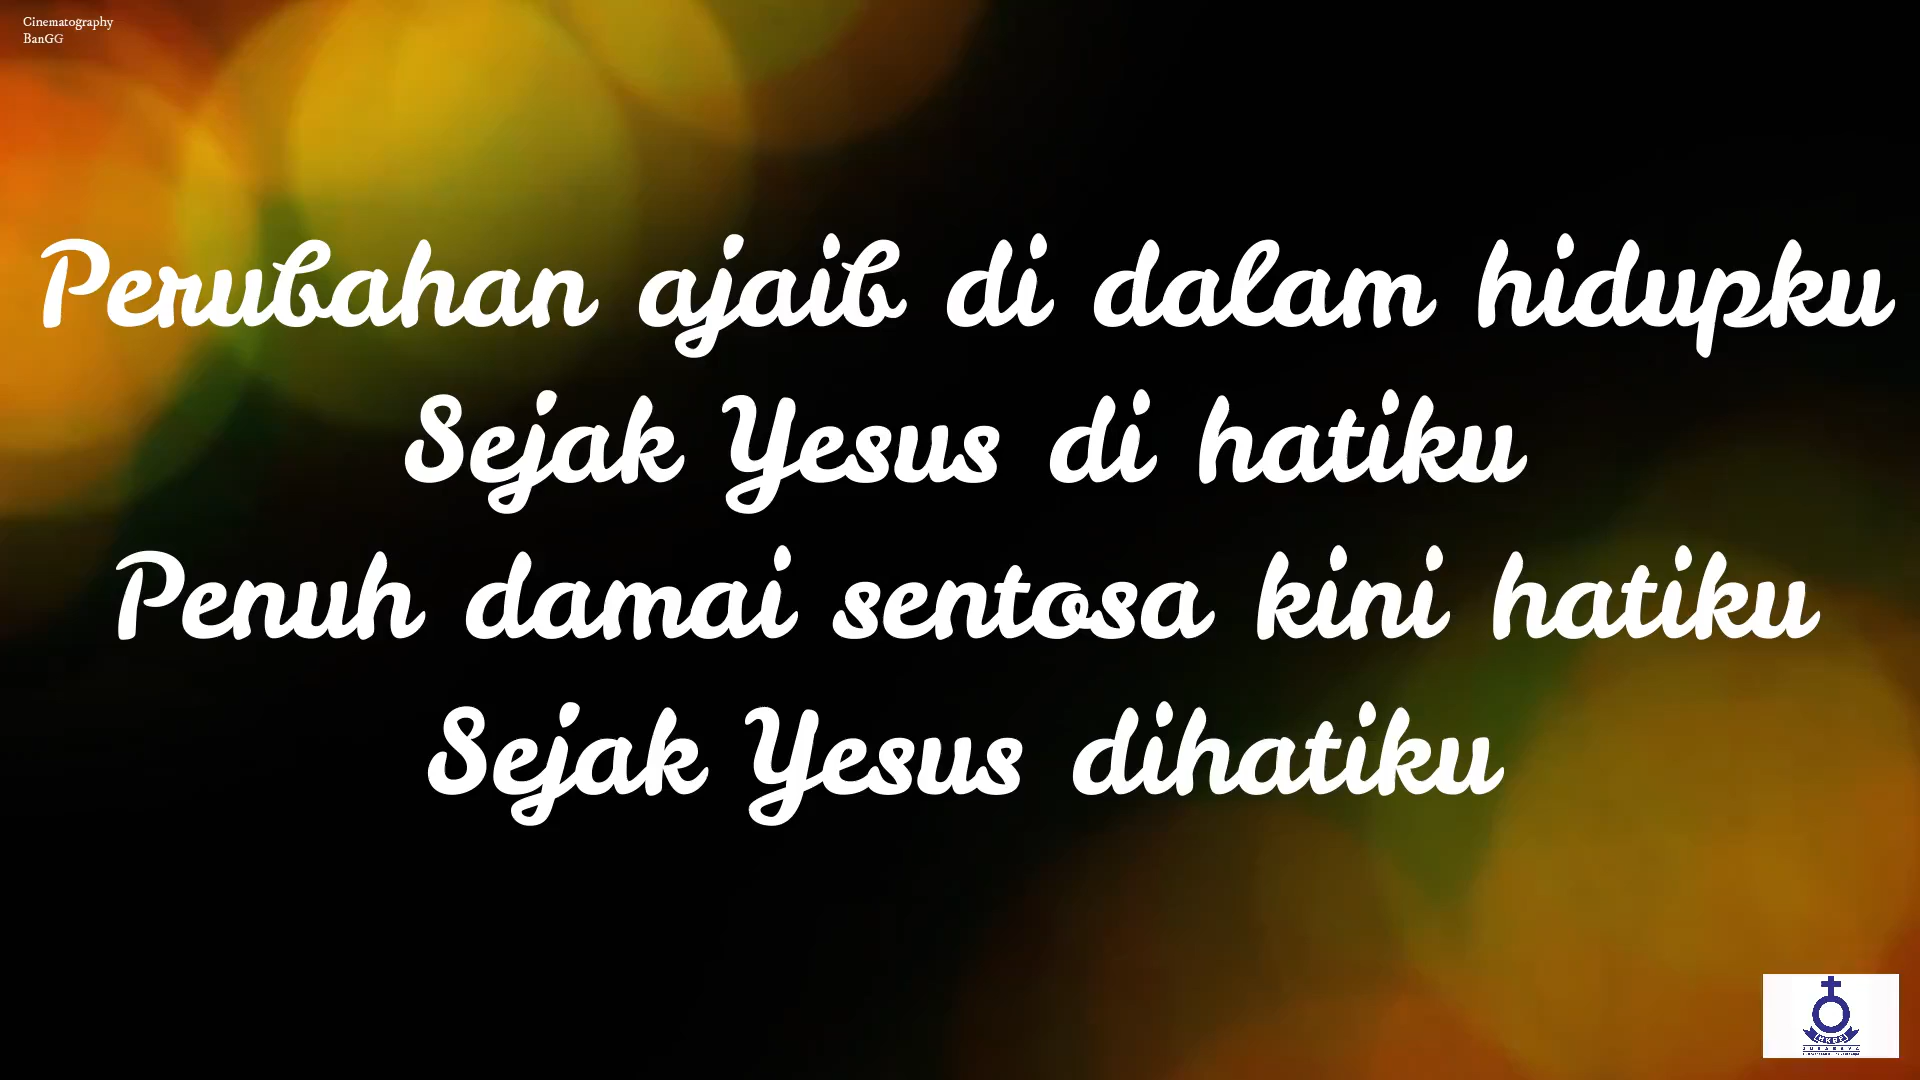 Cinematography
BanGG
Perubahan ajaib di dalam hidupku
Sejak Yesus di hatiku
Penuh damai sentosa kini hatiku
Sejak Yesus dihatiku